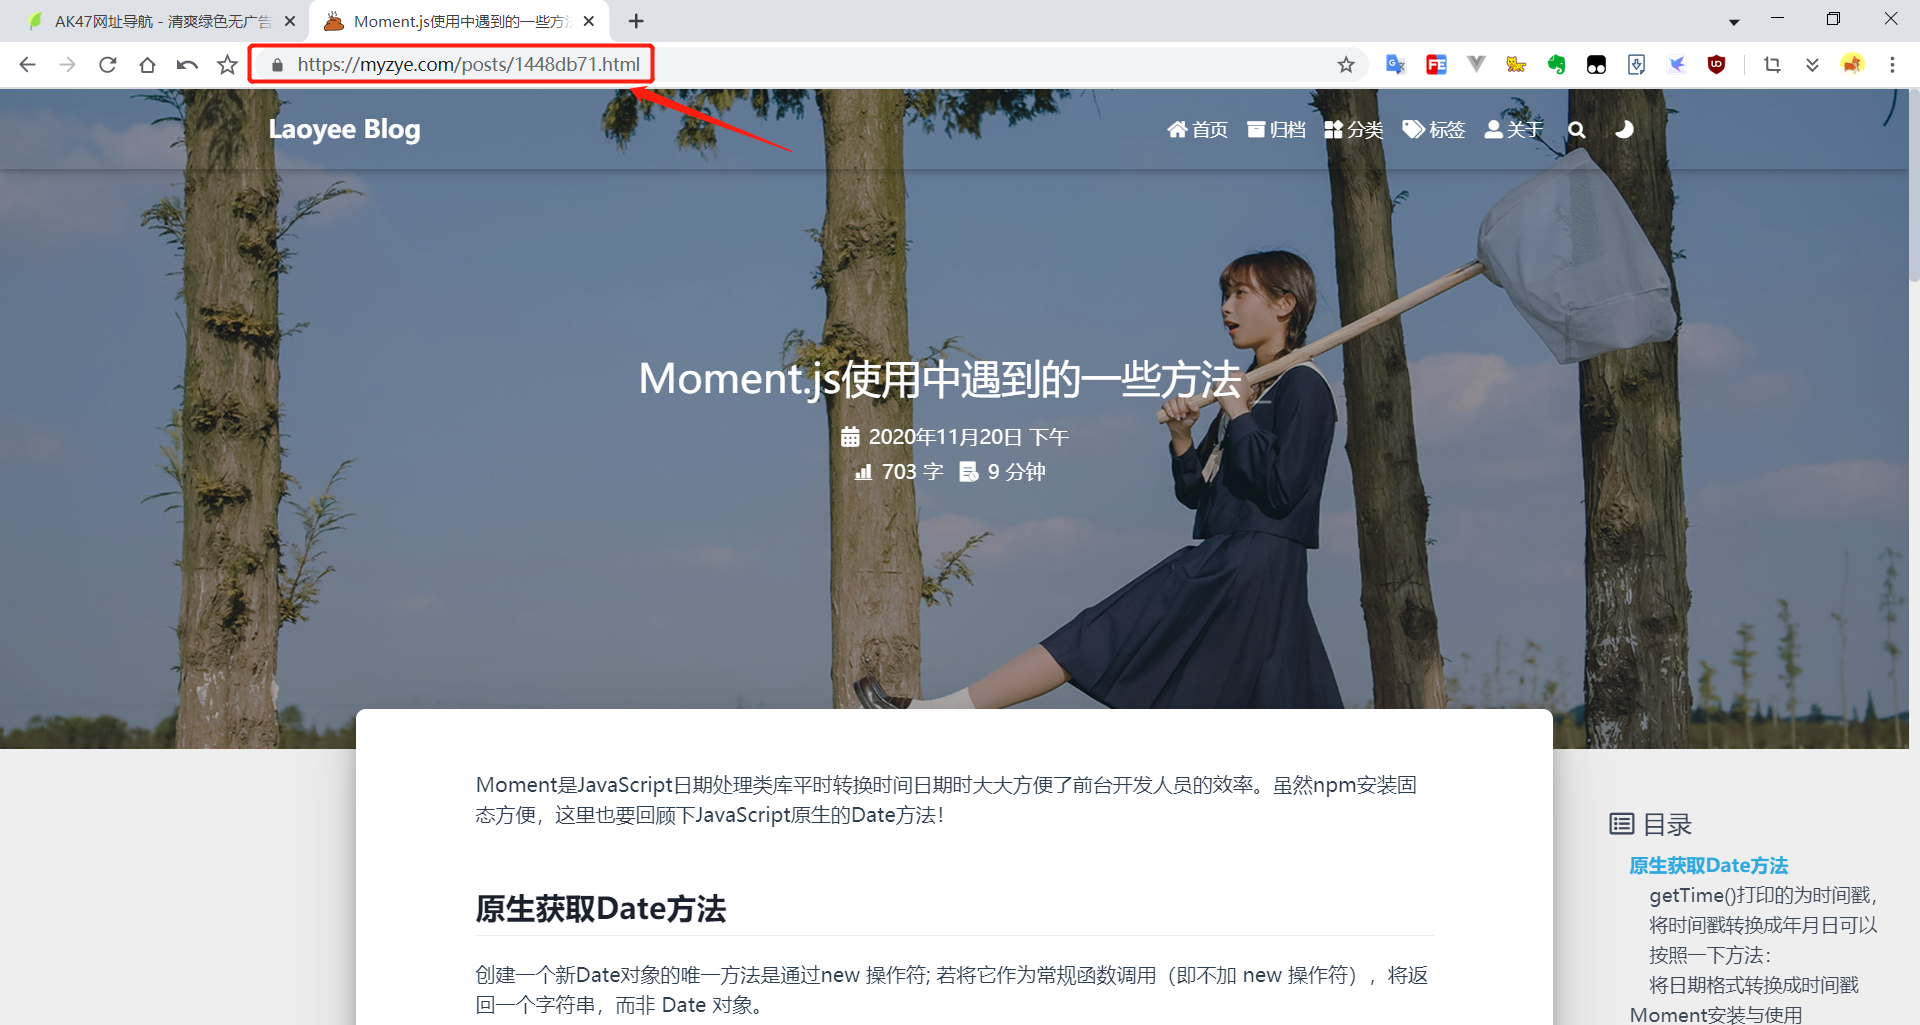 AK47网址导航 - 清爽绿色无广告
Moment.js使用中遇到的一些方法
https://myzye.com/posts/1448db71.html
Laoyee Blog
首页
归档
分类
标签
关于
Moment.js使用中遇到的一些方法_
2020年11月20日 下午
703 字 9 分钟
Moment是JavaScript日期处理类库平时转换时间日期时大大方便了前台开发人员的效率。虽然npm安装固
态方便，这里也要回顾下JavaScript原生的Date方法！
原生获取Date方法
创建一个新Date对象的唯一方法是通过new 操作符; 若将它作为常规函数调用（即不加 new 操作符），将返
回一个字符串，而非 Date 对象。
目录
原生获取Date方法
getTime()打印的为时间戳，
将时间戳转换成年月日可以
按照一下方法：
将日期格式转换成时间戳
Moment安装与使用